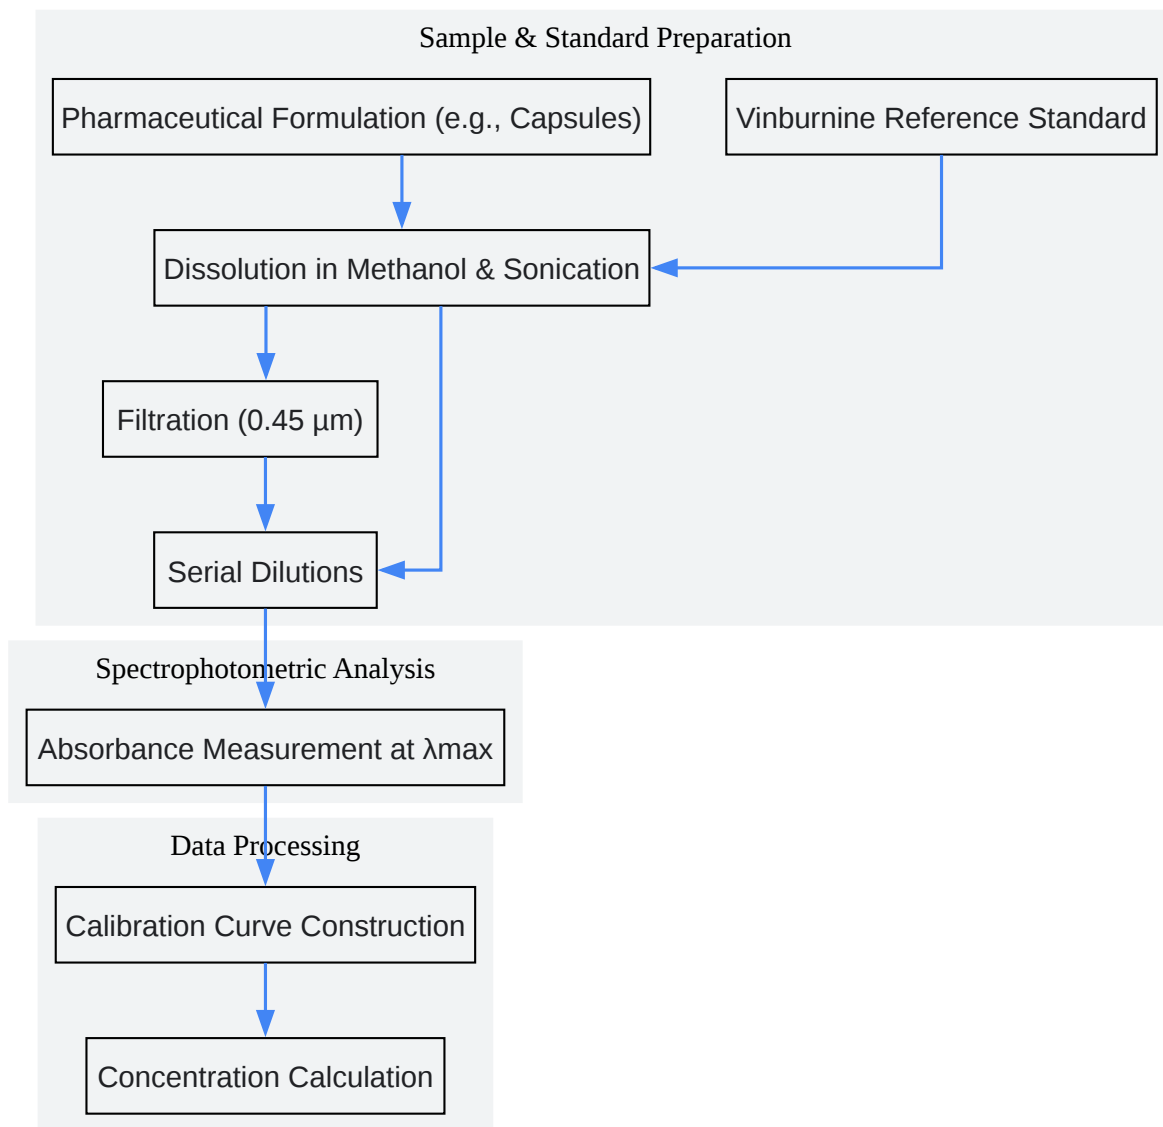 Sample & Standard Preparation
Pharmaceutical Formulation (e.g., Capsules)
Vinburnine Reference Standard
Dissolution in Methanol & Sonication
Filtration (0.45 µm)
Serial Dilutions
Spectrophotometric Analysis
Absorbance Measurement at λmax
Data Processing
Calibration Curve Construction
Concentration Calculation